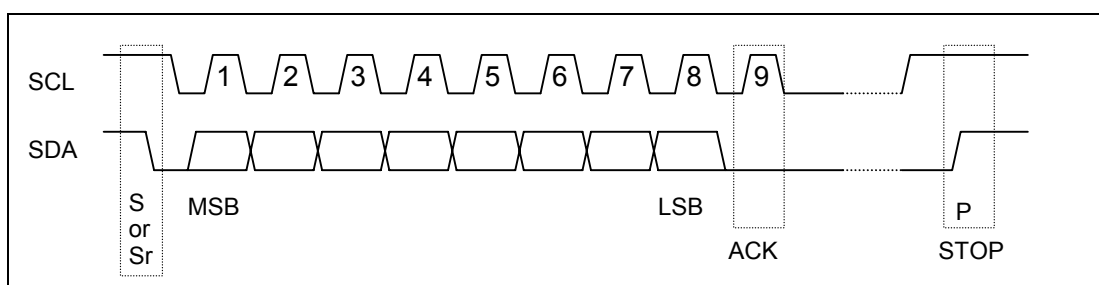 SCL
1 2 3 4 5 6 7 8 9
SDA
S
or
Sr
MSB
LSB
ACK
P
STOP